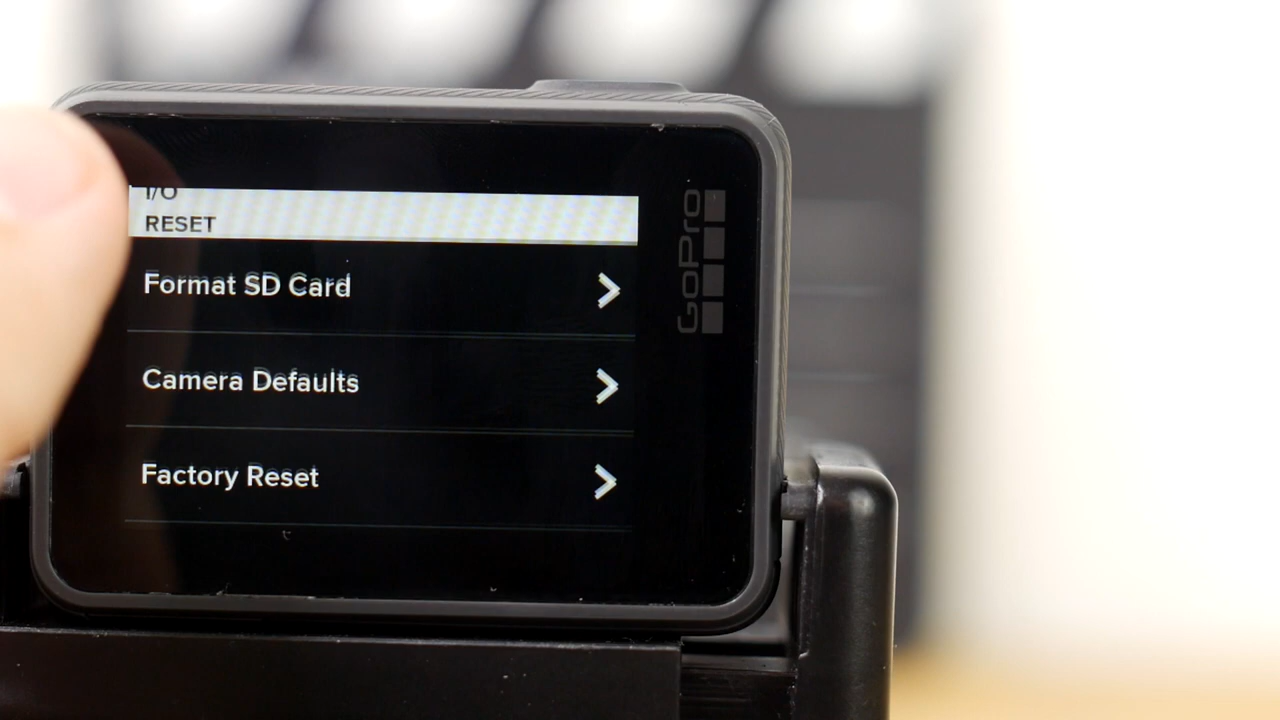 I/O
RESET
Format SD Card
Camera Defaults
Factory Reset
GoPro